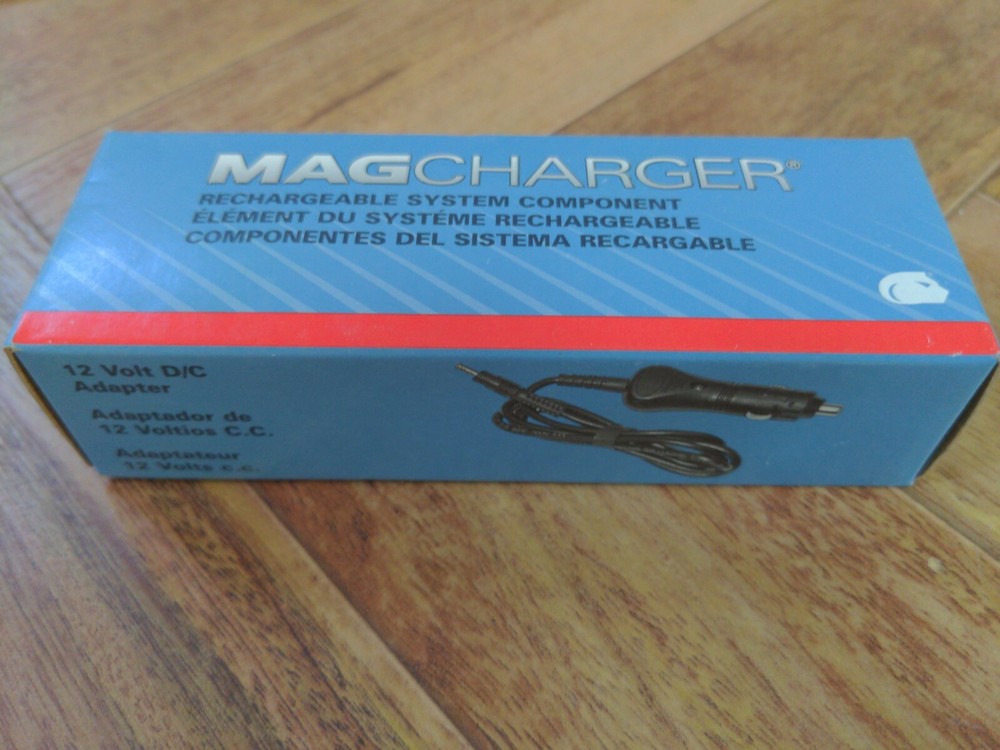 MAGCHARGER®
RECHARGEABLE SYSTEM COMPONENT
ÉLÉMENT DU SYSTÉME RECHARGEABLE
COMPONENTES DEL SISTEMA RECARGABLE
12 Volt D/C
Adapter
Adaptador de
12 Voltios C.C.
Adaptateur
12 Volts c.c.